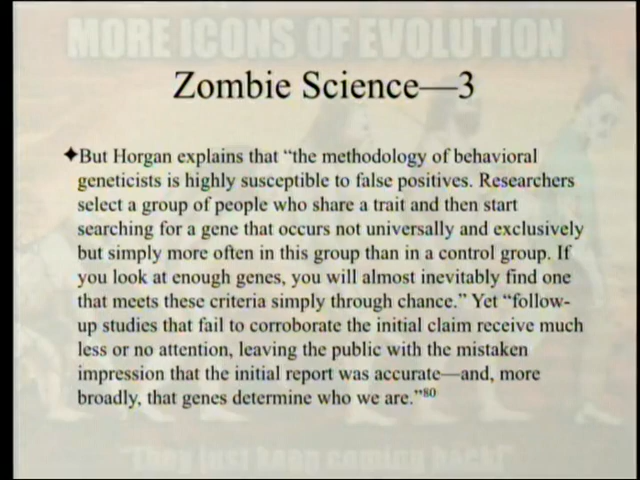 MORE ICONS OF EVOLUTION
Zombie Science—3
✦But Horgan explains that “the methodology of behavioral
geneticists is highly susceptible to false positives. Researchers
select a group of people who share a trait and then start
searching for a gene that occurs not universally and exclusively
but simply more often in this group than in a control group. If
you look at enough genes, you will almost inevitably find one
that meets these criteria simply through chance.” Yet “follow-
up studies that fail to corroborate the initial claim receive much
less or no attention, leaving the public with the mistaken
impression that the initial report was accurate—and, more
broadly, that genes determine who we are.”80
"They just keep coming back!"